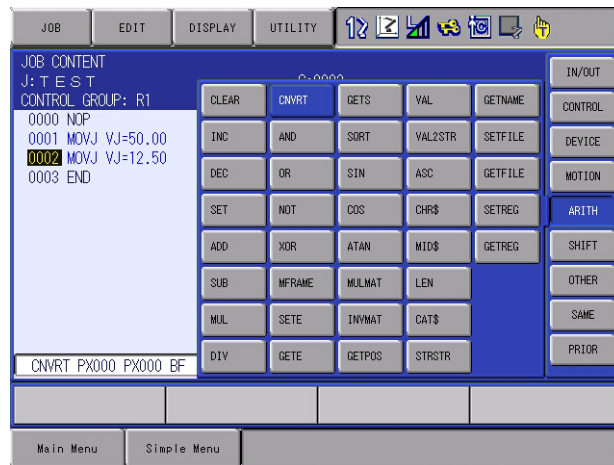 JOB EDIT DISPLAY UTILITY
JOB CONTENT
J:TEST
CONTROL GROUP: R1
0000 NOP
0001 MOVJ VJ=50.00
0002 MOVJ VJ=12.50
0003 END
CNVRT PX000 PX000 BF
CLEAR CNVRT GETS VAL GETNAME
INC AND SORT VAL2STR SETFILE
DEC OR SIN ASC GETFILE
SET NOT COS CHR$ SETREG
ADD XOR ATAN MID$ GETREG
SUB MFRAME MULMAT LEN
MUL SETE INVMAT CAT$
DIV GETE GETPOS STRSTR
IN/OUT
CONTROL
DEVICE
MOTION
ARITH
SHIFT
OTHER
SAME
PRIOR
Main Menu Simple Menu